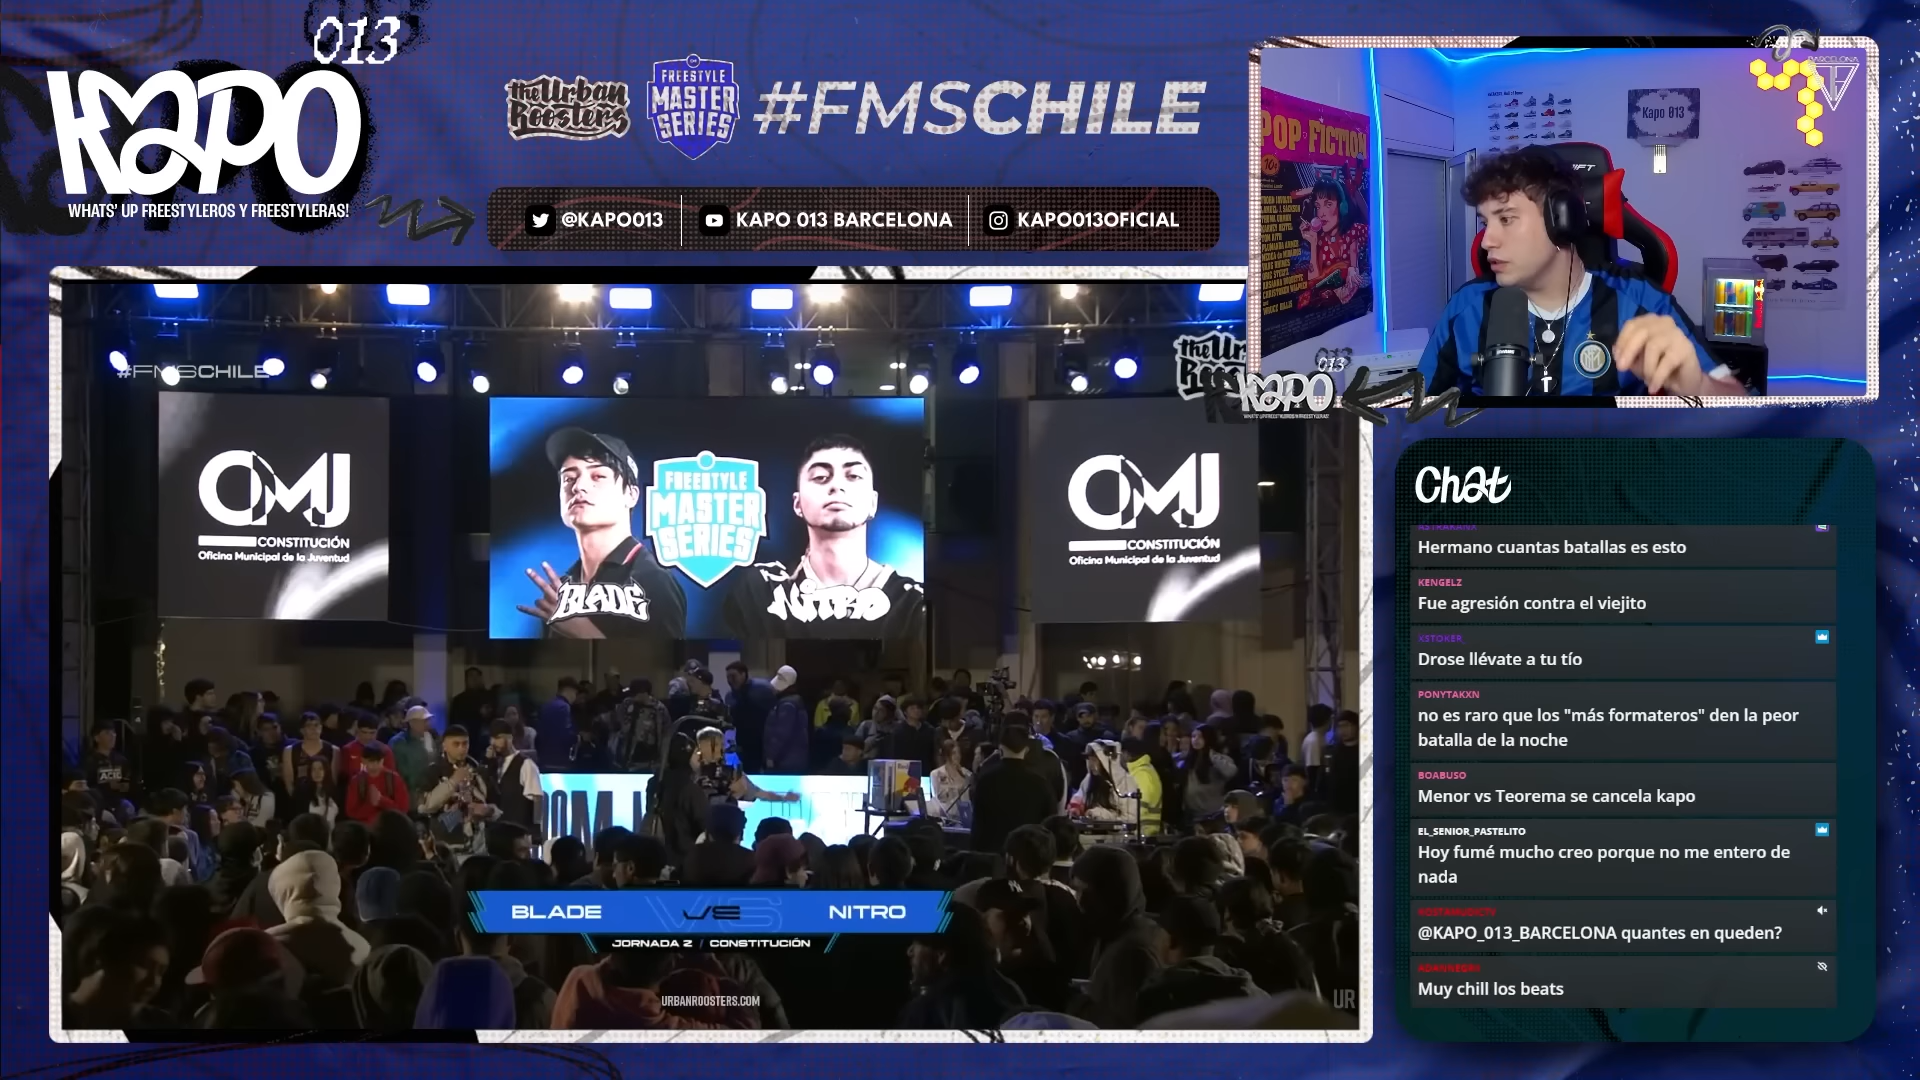 013
KAPO
WHATS' UP FREESTYLEROS Y FREESTYLERAS!
the Urban
Roosters
FREESTYLE
MASTER
SERIES
#FMSCHILE
@KAPO013
KAPO 013 BARCELONA
KAPO013OFICIAL
POP FICTION
Kapo 013
BARCELONA
013
KAPO
#FMSCHILE
OMJ
CONSTITUCIÓN
Oficina Municipal de la Juventud
FREESTYLE
MASTER
SERIES
BLADE
NITRO
OMJ
CONSTITUCIÓN
Oficina Municipal de la Juventud
BLADE
VS
NITRO
JORNADA 2 / CONSTITUCIÓN
URBANROOSTERS.COM
UR
Chat
Hermano cuantas batallas es esto
KENGELZ
Fue agresión contra el viejito
XSTOKER
Drose llévate a tu tío
PONYTAKXN
no es raro que los "más formateros" den la peor
batalla de la noche
BOABUSO
Menor vs Teorema se cancela kapo
EL_SENIOR_PASTELITO
Hoy fumé mucho creo porque no me entero de
nada
@KAPO_013_BARCELONA quantes en queden?
Muy chill los beats